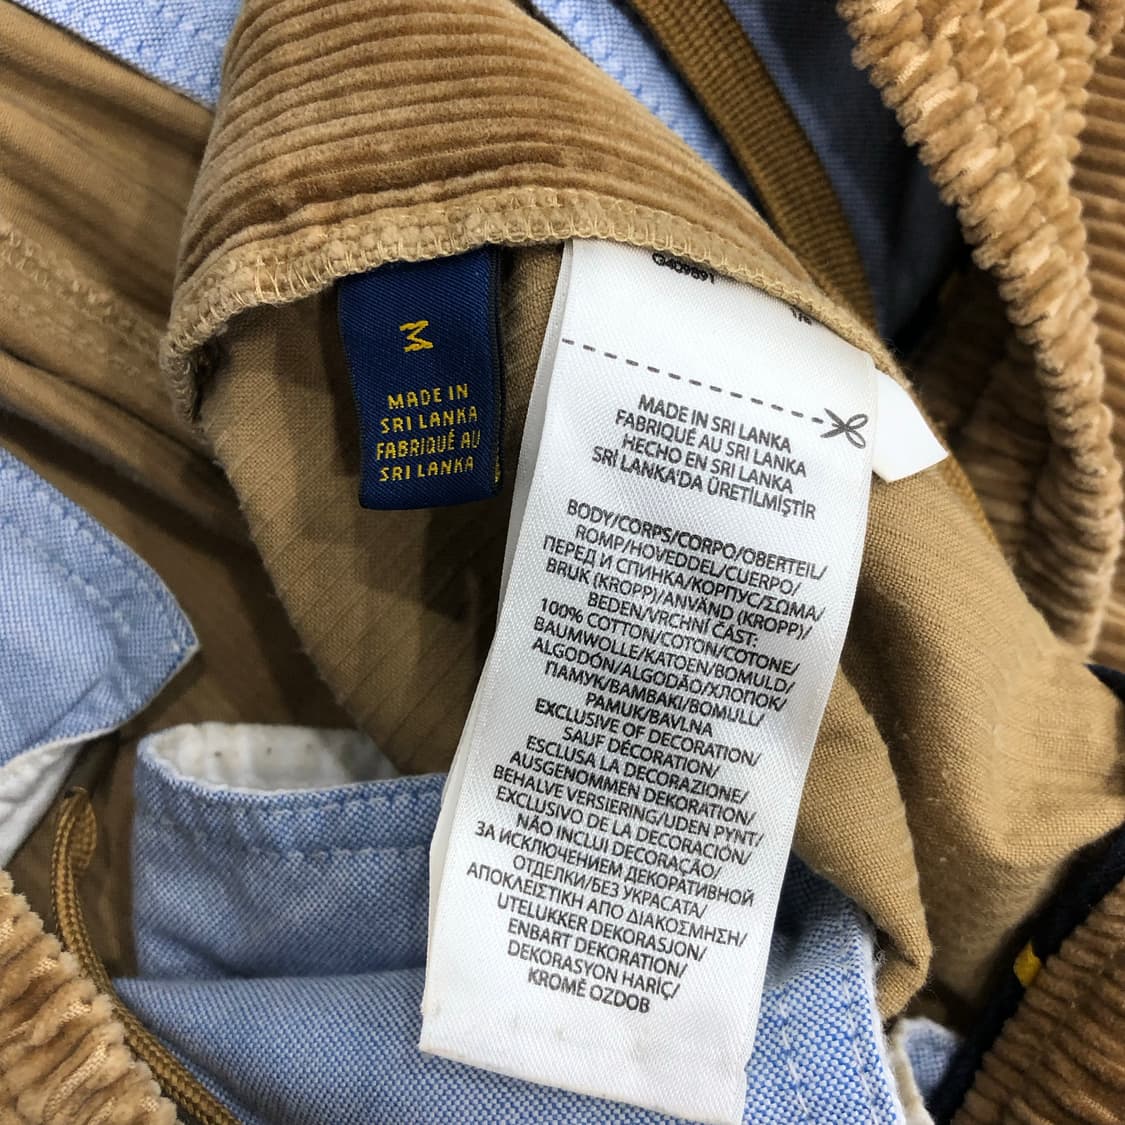 M
MADE IN
SRI LANKA
FABRIQUÉ AU
SRI LANKA
G409891
MADE IN SRI LANKA
FABRIQUÉ AU SRI LANKA
HECHO EN SRI LANKA
SRİ LANKA'DA ÜRETİLMİŞTİR
BODY/CORPS/CORPO/OBERTEIL/
ROMP/HOVEDDEL/CUERPO/
ПЕРЕД И СПИНКА/КОРПУС/ΣΩΜΑ/
BRUK (KROPP)/ANVÄND (KROPP)/
BEDEN/VRCHNÍ ČÁST:
100% COTTON/COTON/COTONE/
BAUMWOLLE/KATOEN/BOMULD/
ALGODÓN/ALGODÃO/ХЛОПОК/
ПАМУК/ΒΑΜΒΑΚΙ/BOMULL/
PAMUK/BAVLNA
EXCLUSIVE OF DECORATION/
SAUF DÉCORATION/
ESCLUSA LA DECORAZIONE/
AUSGENOMMEN DEKORATION/
BEHALVE VERSIERING/UDEN PYNT/
EXCLUSIVO DE LA DECORACIÓN/
NÃO INCLUI DECORAÇÃO/
ЗА ИСКЛЮЧЕНИЕМ ДЕКОРАТИВНОЙ
ОТДЕЛКИ/БЕЗ УКРАСАТА/
ΑΠΟΚΛΕΙΣΤΙΚΗ ΑΠΟ ΔΙΑΚΟΣΜΗΣΗ/
UTELUKKER DEKORASJON/
ENBART DEKORATION/
DEKORASYON HARİÇ/
KROMĚ OZDOB